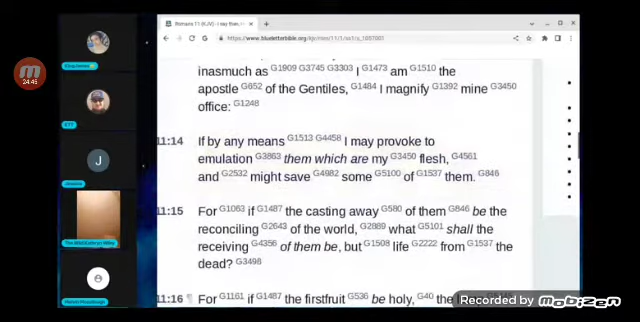 Romans 11 (KJV) - I say then,
https://www.blueletterbible.org/kjv/rom/11/1/
24:45
inasmuch as G1909 G3745 G3303 I G1473 am G1510 the
apostle G652 of the Gentiles, G1484 I magnify G1392 mine
office: G1248
11:14 If by any means G1513 G4458 I may provoke to
emulation G3863 them which are my G3450 flesh, G4561
and G2532 might save G4982 some G5100 of G1537 them. G846
11:15 For G1063 if G1487 the casting away G580 of them G846 be the
reconciling G2643 of the world, G2889 what G5101 shall the
receiving G4356 of them be, but G1508 life G2222 from G1537 the
dead? G3498
11:16 ¶ For G1161 if G1487 the firstfruit G536 be holy, G40 the
J
Recorded by mobizen